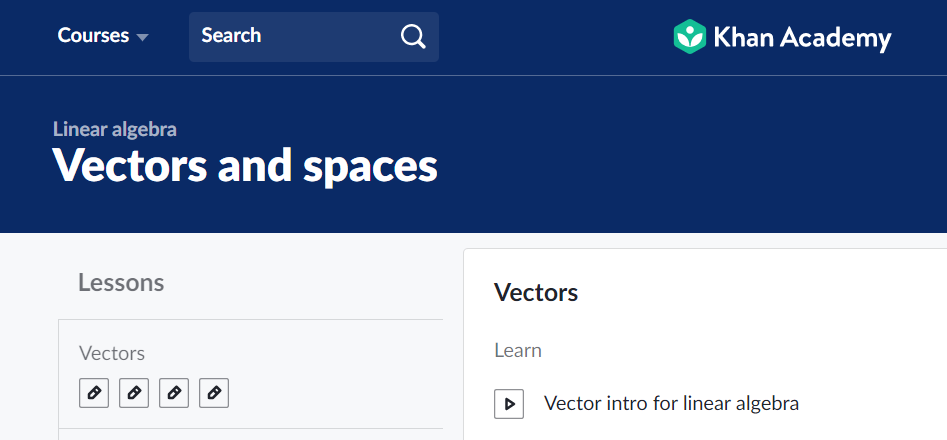 Courses
Search
Khan Academy
Linear algebra
Vectors and spaces
Lessons
Vectors
Vectors
Learn
Vector intro for linear algebra